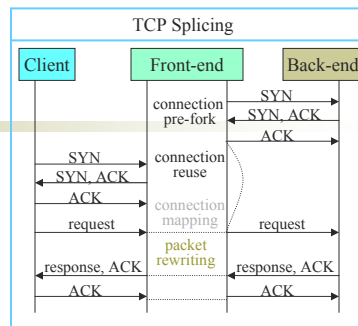 TCP Splicing
Client Front-end Back-end
SYN
connection
pre-fork
SYN, ACK
ACK
SYN
connection
reuse
SYN, ACK
ACK
connection
mapping
request request
packet
rewriting
response, ACK response, ACK
ACK ACK